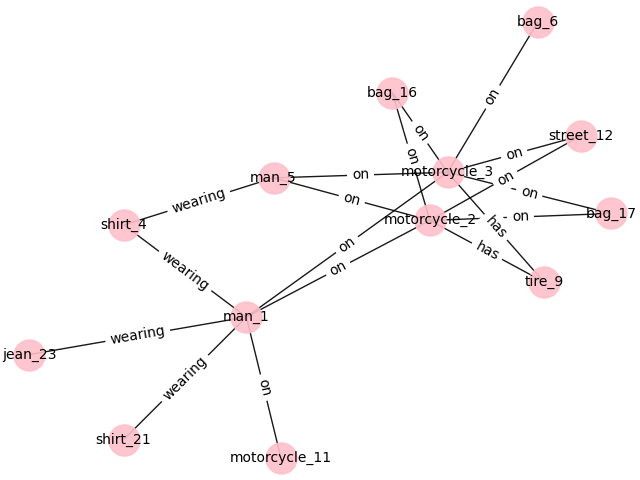 bag_6
bag_16
on
on
street_12
on
on
motorcycle_3
on
on
man_5
on
on
wearing
bag_17
on
motorcycle_2
shirt_4
has
on
has
wearing
on
tire_9
man_1
wearing
jean_23
wearing
on
shirt_21
motorcycle_11